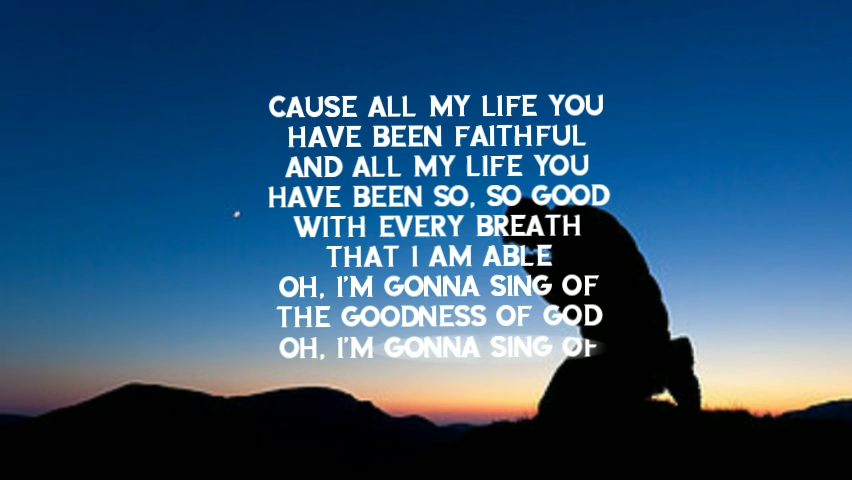 CAUSE ALL MY LIFE YOU
HAVE BEEN FAITHFUL
AND ALL MY LIFE YOU
HAVE BEEN SO, SO GOOD
WITH EVERY BREATH
THAT I AM ABLE
OH, I'M GONNA SING OF
THE GOODNESS OF GOD
OH, I'M GONNA SING OF